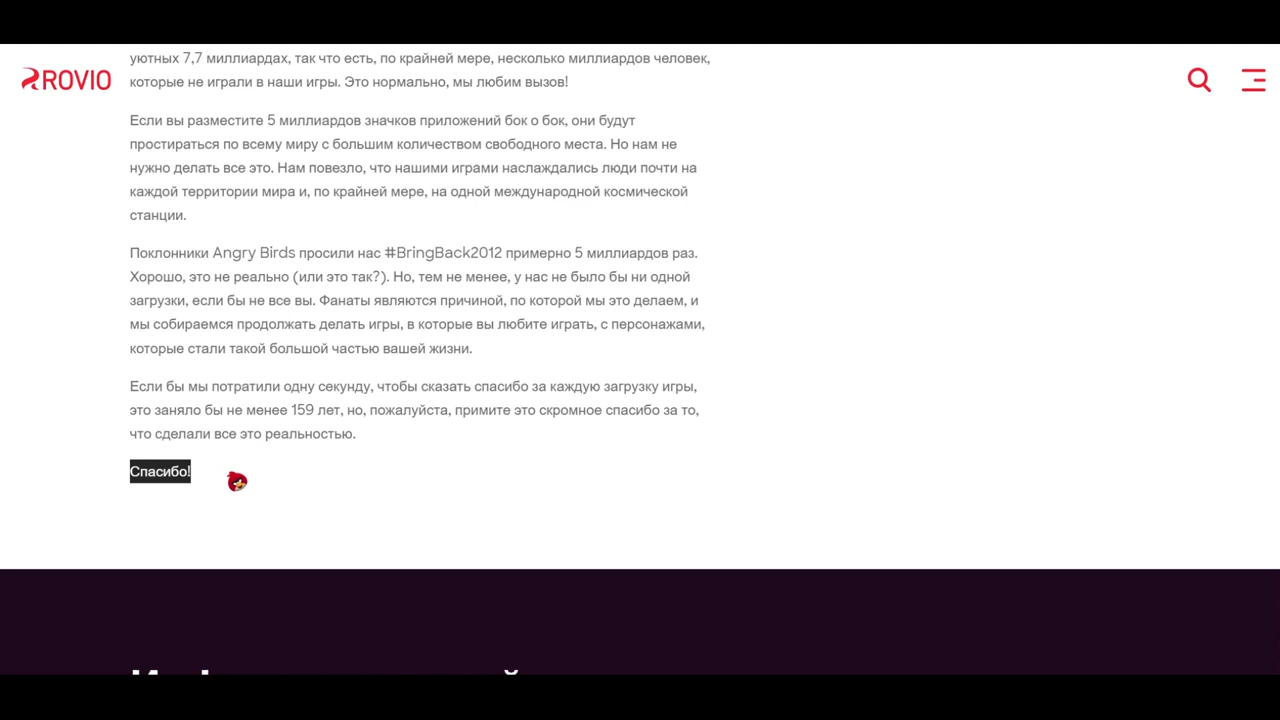 уютных 7,7 миллиардах, так что есть, по крайней мере, несколько миллиардов человек,
ROVIO
которые не играли в наши игры. Это нормально, мы любим вызов!
Если вы разместите 5 миллиардов значков приложений бок о бок, они будут
простираться по всему миру с большим количеством свободного места. Но нам не
нужно делать все это. Нам повезло, что нашими играми наслаждались люди почти на
каждой территории мира и, по крайней мере, на одной международной космической
станции.
Поклонники Angry Birds просили нас #BringBack2012 примерно 5 миллиардов раз.
Хорошо, это не реально (или это так?). Но, тем не менее, у нас не было бы ни одной
загрузки, если бы не все вы. Фанаты являются причиной, по которой мы это делаем, и
мы собираемся продолжать делать игры, в которые вы любите играть, с персонажами,
которые стали такой большой частью вашей жизни.
Если бы мы потратили одну секунду, чтобы сказать спасибо за каждую загрузку игры,
это заняло бы не менее 159 лет, но, пожалуйста, примите это скромное спасибо за то,
что сделали все это реальностью.
Спасибо!